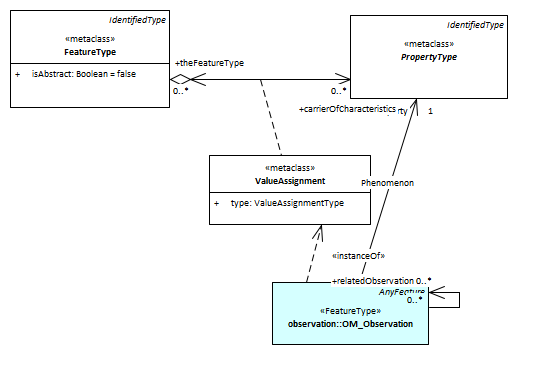 IdentifiedType
«metaclass»
FeatureType
+ isAbstract: Boolean = false
IdentifiedType
«metaclass»
PropertyType
+theFeatureType
0..*
0..*
+carrierOfCharacteristics
1
«metaclass»
ValueAssignment
+ type: ValueAssignmentType
Phenomenon
«instanceOf»
+relatedObservation 0..*
AnyFeature
0..*
«FeatureType»
observation::OM_Observation